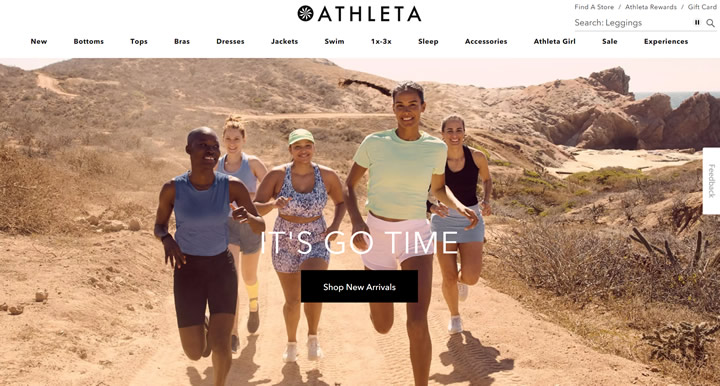 ATHLETA
Find A Store / Athleta Rewards / Gift Card
Search: Leggings
New Bottoms Tops Bras Dresses Jackets Swim 1x-3x Sleep Accessories Athleta Girl Sale Experiences
Feedback
IT'S GO TIME
Shop New Arrivals